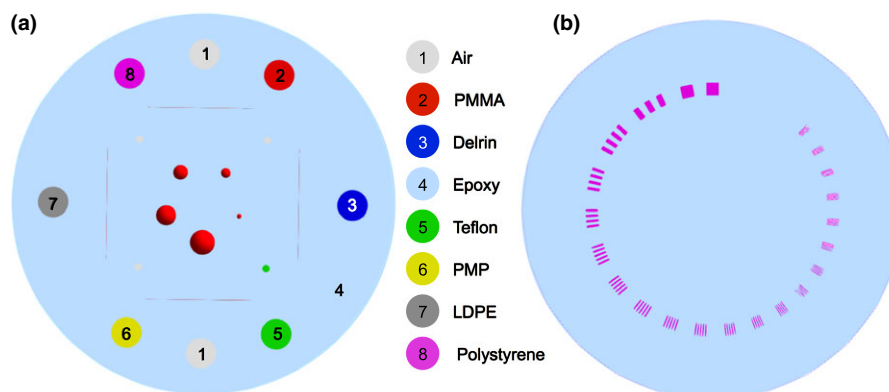 (a)
(b)
1
8
2
7
3
4
6
5
1
1 Air
2 PMMA
3 Delrin
4 Epoxy
5 Teflon
6 PMP
7 LDPE
8 Polystyrene